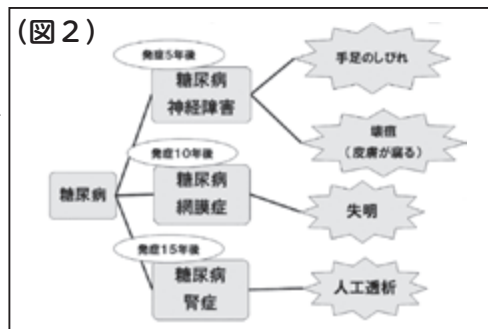 (図2)
発症5年後
糖尿病
神経障害
手足のしびれ
壊疽
(皮膚が腐る)
発症10年後
糖尿病
網膜症
失明
糖尿病
発症15年後
糖尿病
腎症
人工透析